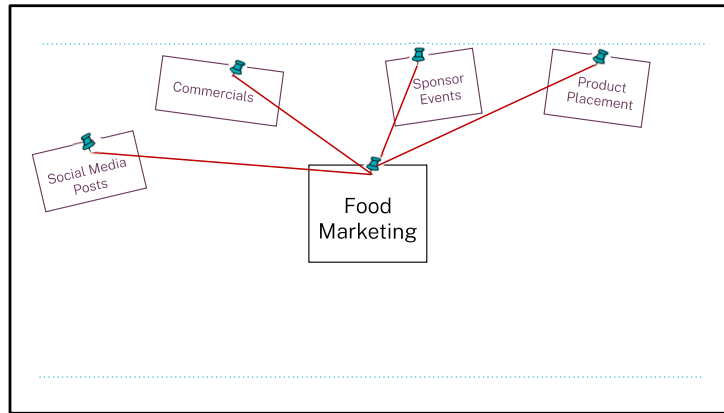 Commercials
Sponsor
Events
Product
Placement
Social Media
Posts
Food
Marketing